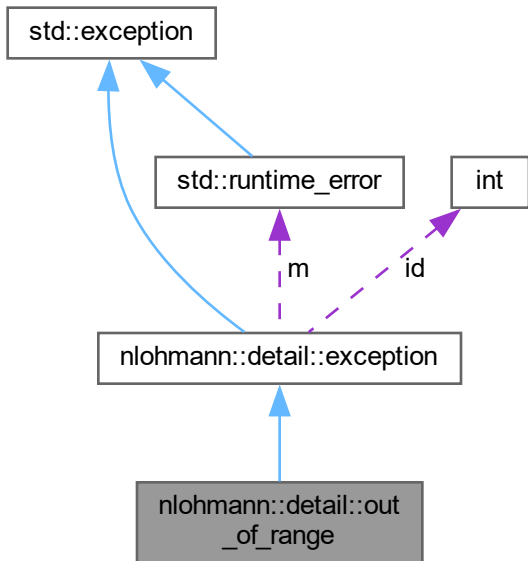 std::exception
std::runtime_error
int
m
id
nlohmann::detail::exception
nlohmann::detail::out
_of_range